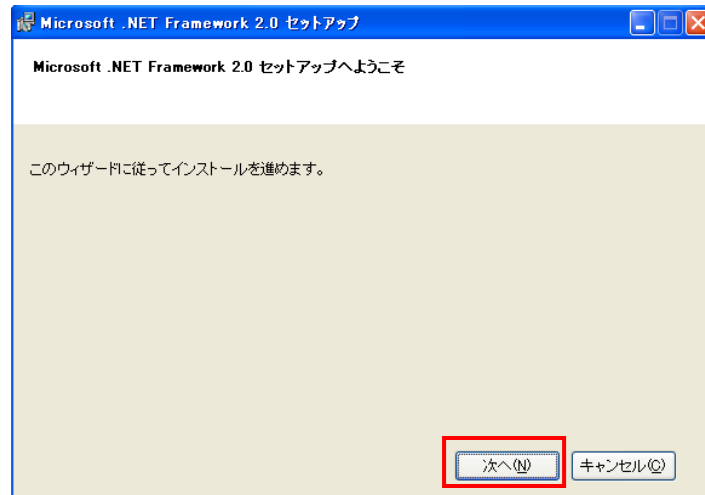 Microsoft .NET Framework 2.0 セットアップ
Microsoft .NET Framework 2.0 セットアップへようこそ
このウィザードに従ってインストールを進めます。
次へ(N) キャンセル(C)